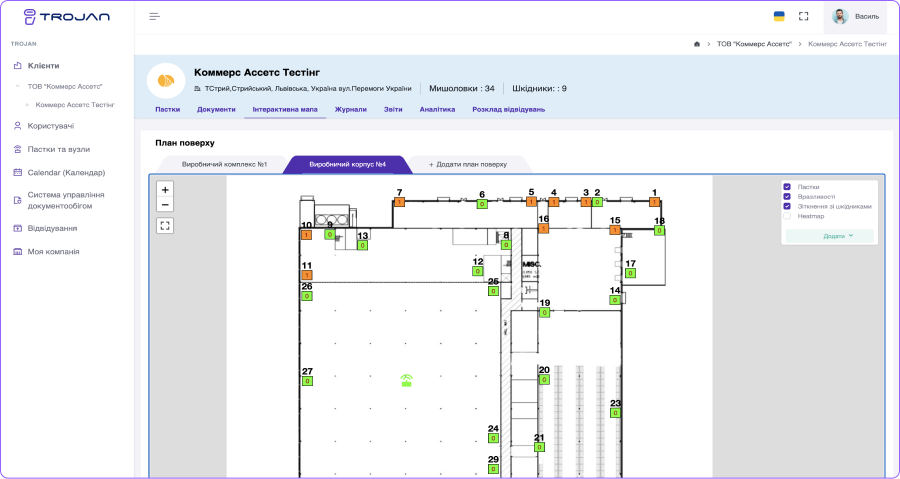 TROJAN
Василь
ТОВ "Коммерс Ассетс" > Коммерс Ассетс Тестінг
TROJAN
Клієнти
ТОВ "Коммерс Ассетс"
Коммерс Ассетс Тестінг
Користувачі
Пастки та вузли
Calendar (Календар)
Система управління
документообігом
Відвідування
Моя компанія
Коммерс Ассетс Тестінг
ТСтрий,Стрийський, Львівська, Україна вул.Перемоги України
Мишоловки : 34
Шкідники: : 9
Пастки Документи Інтерактивна мапа Журнали Звіти Аналітика Розклад відвідувань
План поверху
Виробничий комплекс №1
Виробничий корпус №4
+ Додати план поверху
+
−
Пастки
Вразливості
Зіткнення зі шкідниками
Heatmap
Додати
7 6 5 4 3 2 1
1 0 1 1 1 0 1
10 9 13 8 16 15 18
1 0 0 0 1 1 0
11 12 MISC. 17
1 0 0
26 25 14
0 0 0
19
0
27 20
0 0
23
0
24 21
0 0
29
0